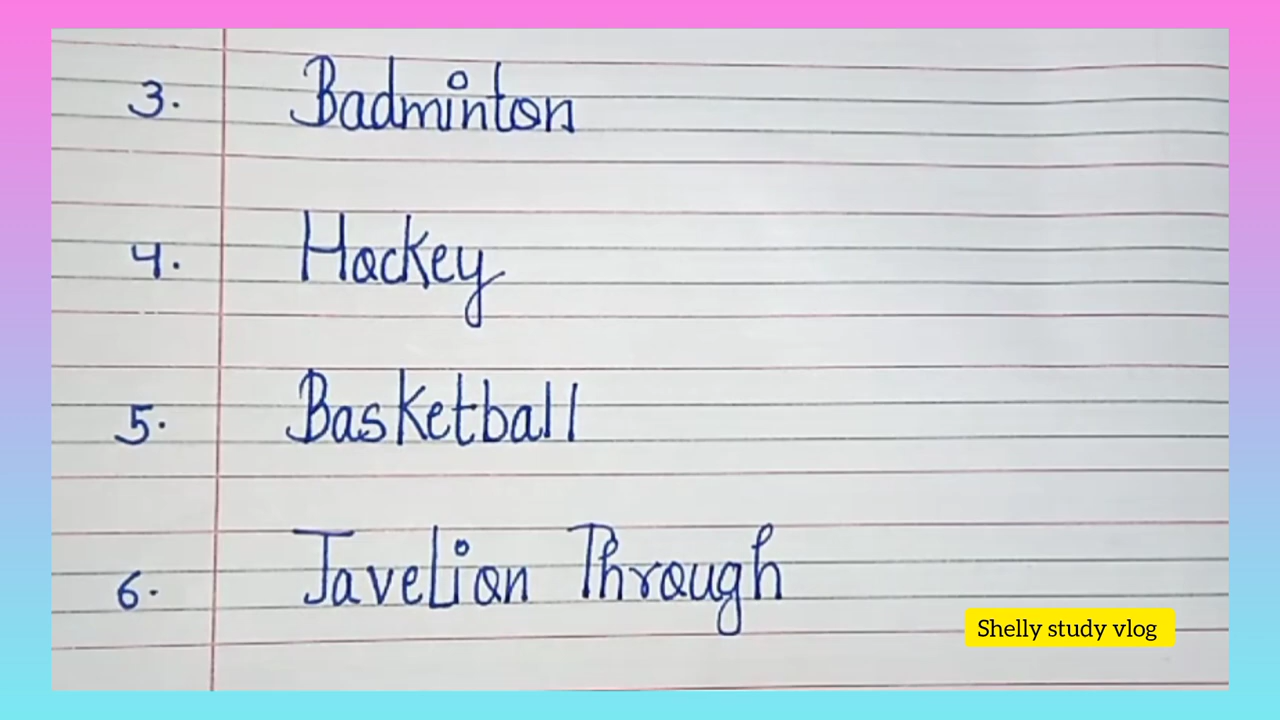 3. Badminton
4. Hockey
5. Basketball
6. Javelion Through
Shelly study vlog